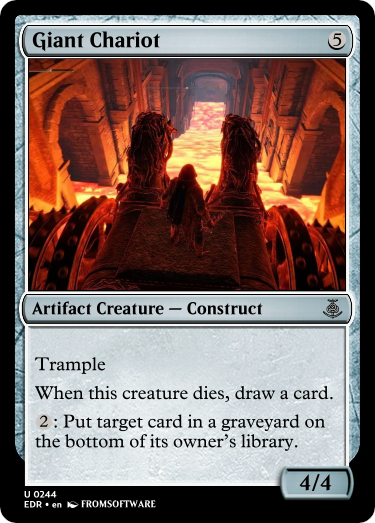 Giant Chariot 5
Artifact Creature — Construct
Trample
When this creature dies, draw a card.
2: Put target card in a graveyard on
the bottom of its owner's library.
4/4
U 0244
EDR • en FROMSOFTWARE